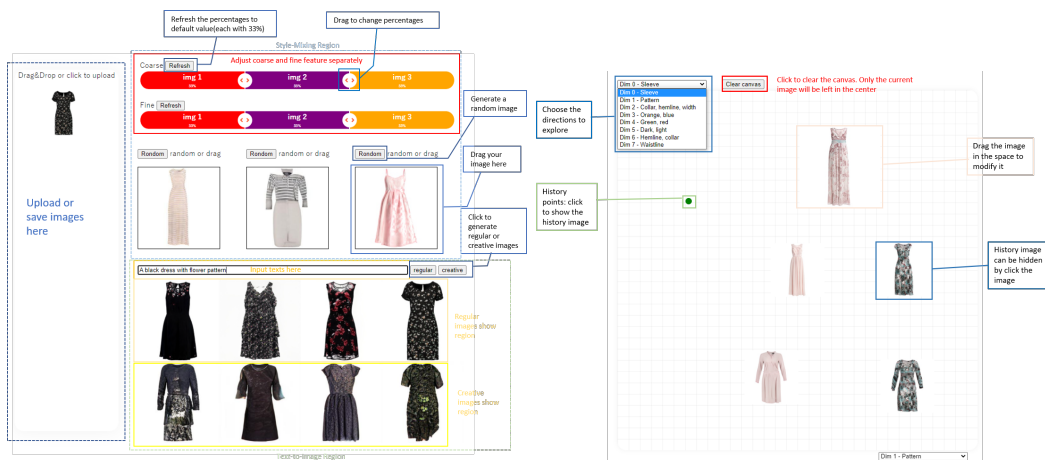 Refresh the percentages to
default value(each with 33%)
Drag to change percentages
Style-Mixing Region
Drag&Drop or click to upload
Coarse Refresh
Adjust coarse and fine feature separately
img 1 img 2 img 3
33% 33% 33%
Fine Refresh
img 1 img 2 img 3
33% 33% 33%
Generate a
random image
Rondom random or drag Rondom random or drag Rondom random or drag
Drag your
image here
Upload or
save images
here
Click to
generate
regular or
creative images
A black dress with flower pattern Input texts here regular creative
Regular
images show
region
Creative
images show
region
Text-to-Image Region
Dim 0 - Sleeve
Dim 0 - Sleeve
Dim 1 - Pattern
Dim 2 - Collar, hemline, width
Dim 3 - Orange, blue
Dim 4 - Green, red
Dim 5 - Dark, light
Dim 6 - Hemline, collar
Dim 7 - Waistline
Clear canvas
Click to clear the canvas. Only the current
image will be left in the center
Choose the
directions to
explore
Drag the image
in the space to
modify it
History
points: click
to show the
history image
History image
can be hidden
by click the
image
Dim 1 - Pattern